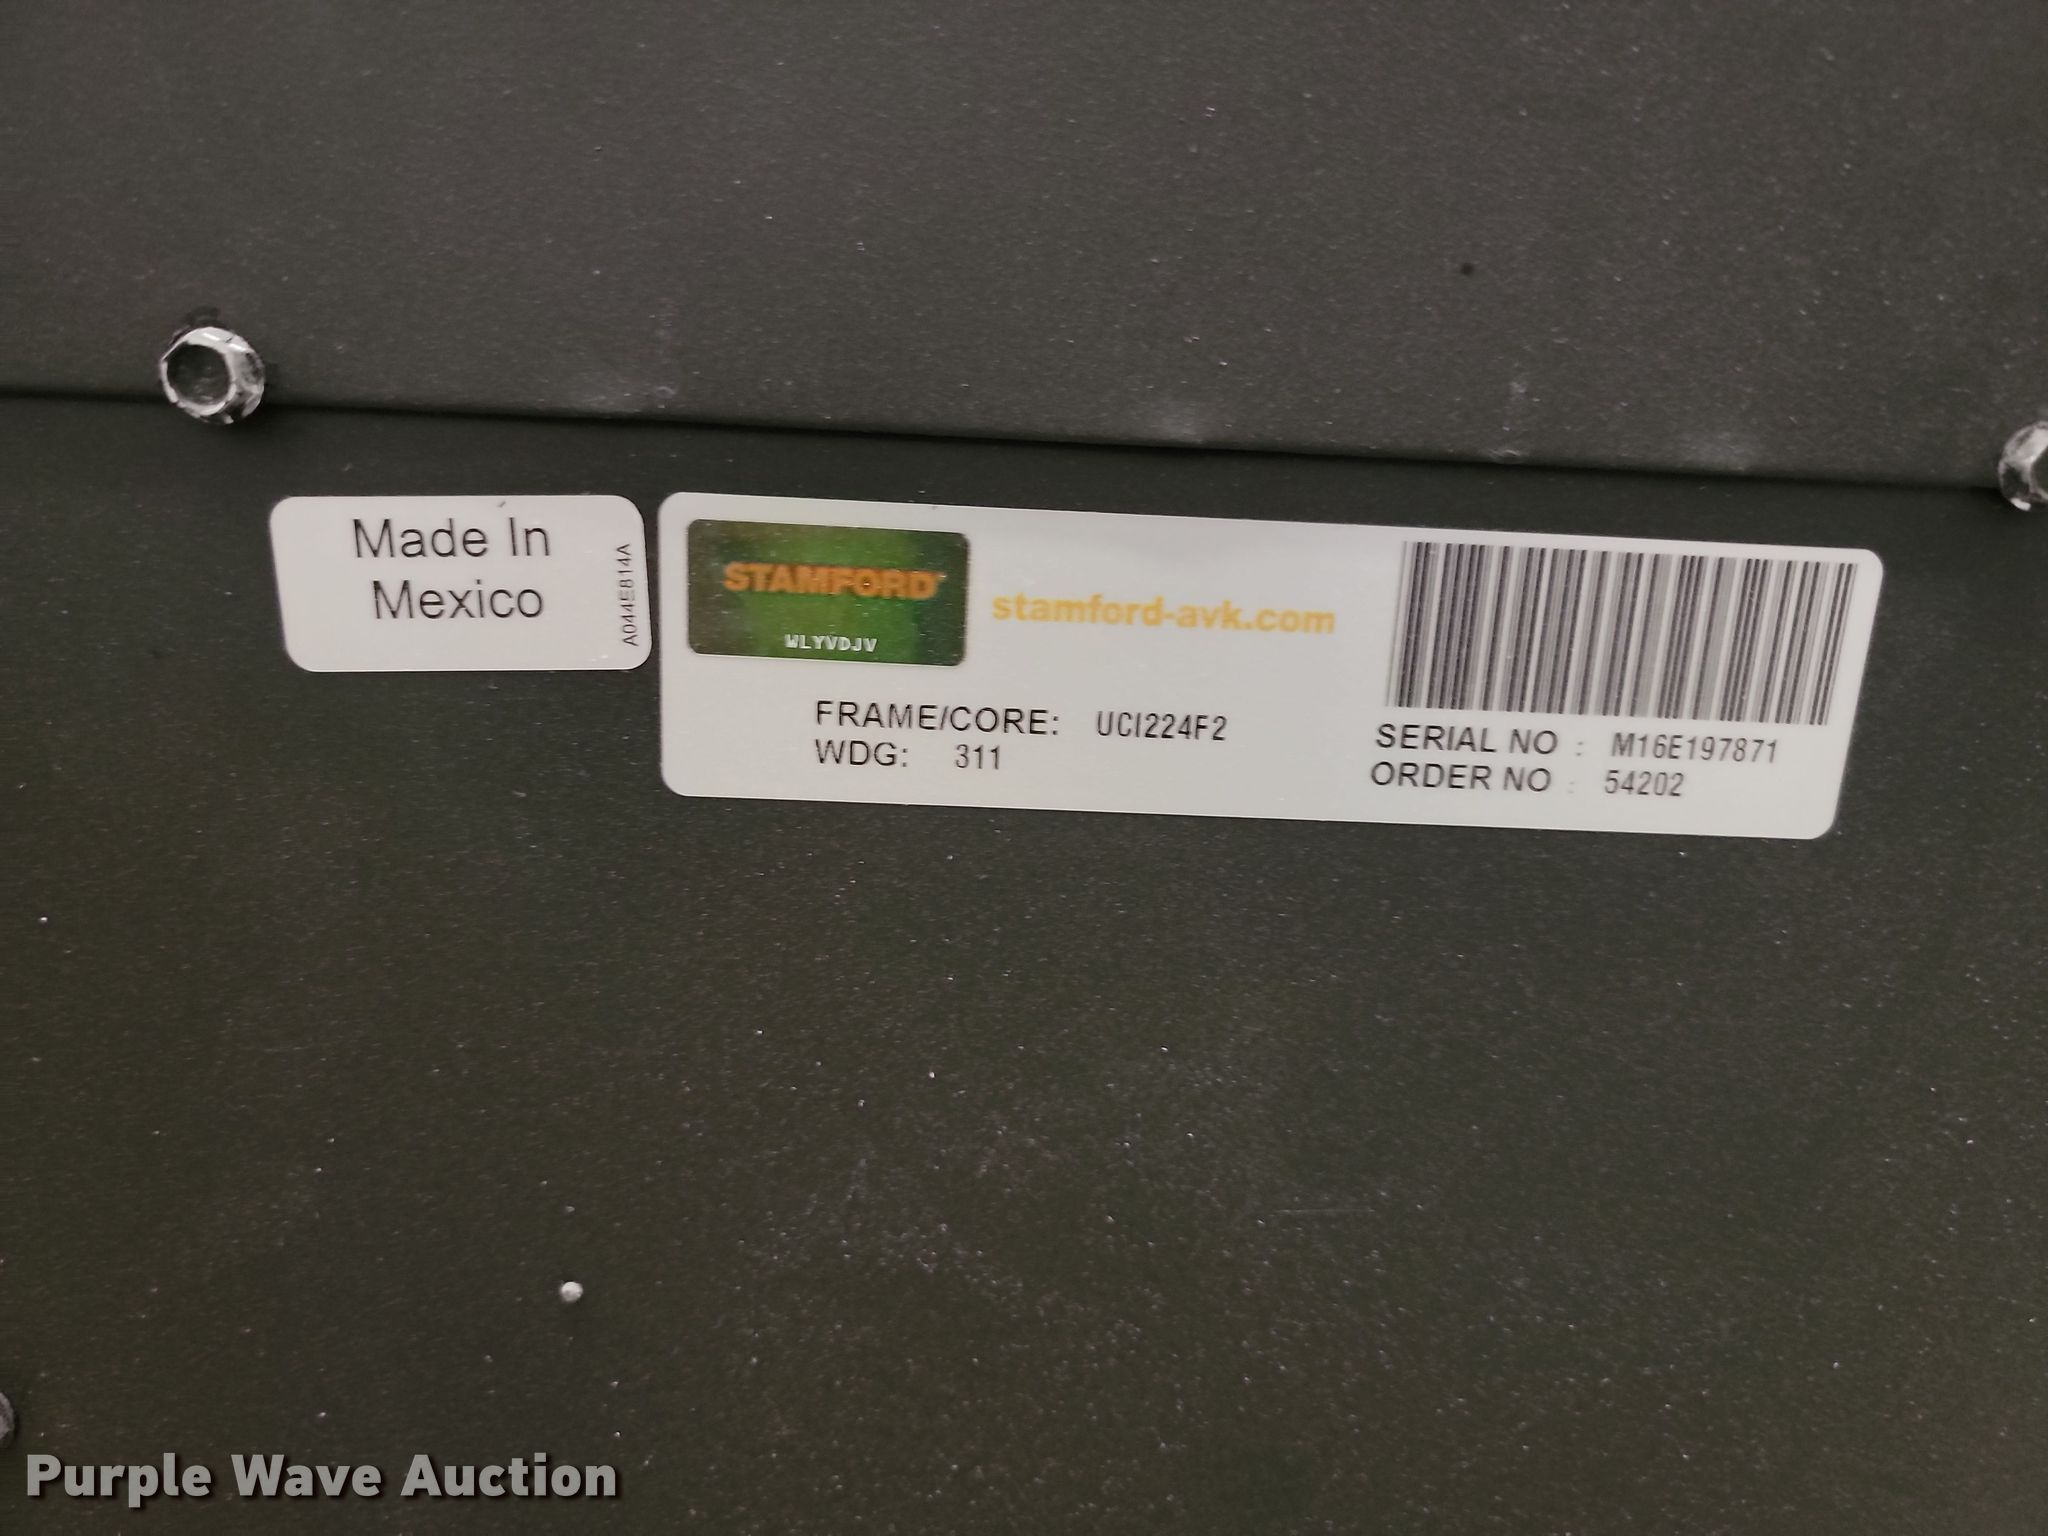 Made In
Mexico
A044E814A
STAMFORD
WLYVDJV
stamford-avk.com
FRAME/CORE: UCI224F2
WDG: 311
SERIAL NO : M16E197871
ORDER NO : 54202
Purple Wave Auction